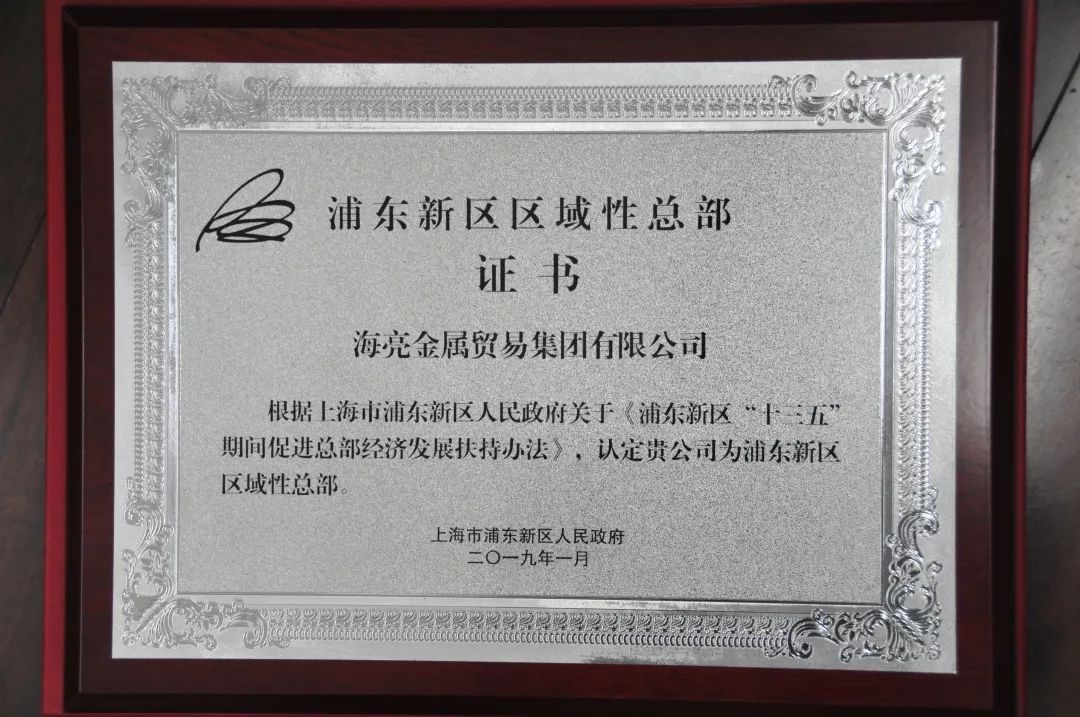 浦东新区区域性总部
证书
海亮金属贸易集团有限公司
根据上海市浦东新区人民政府关于《浦东新区“十三五”
期间促进总部经济发展扶持办法》，认定贵公司为浦东新区
区域性总部。
上海市浦东新区人民政府
二〇一九年一月